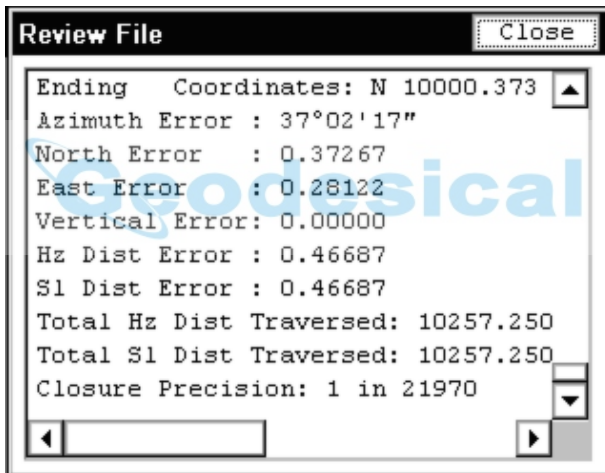 Review File
Close
Ending Coordinates: N 10000.373
Azimuth Error : 37°02'17"
North Error : 0.37267
East Error : 0.28122
Vertical Error: 0.00000
Hz Dist Error : 0.46687
Sl Dist Error : 0.46687
Total Hz Dist Traversed: 10257.250
Total Sl Dist Traversed: 10257.250
Closure Precision: 1 in 21970
Geodesical